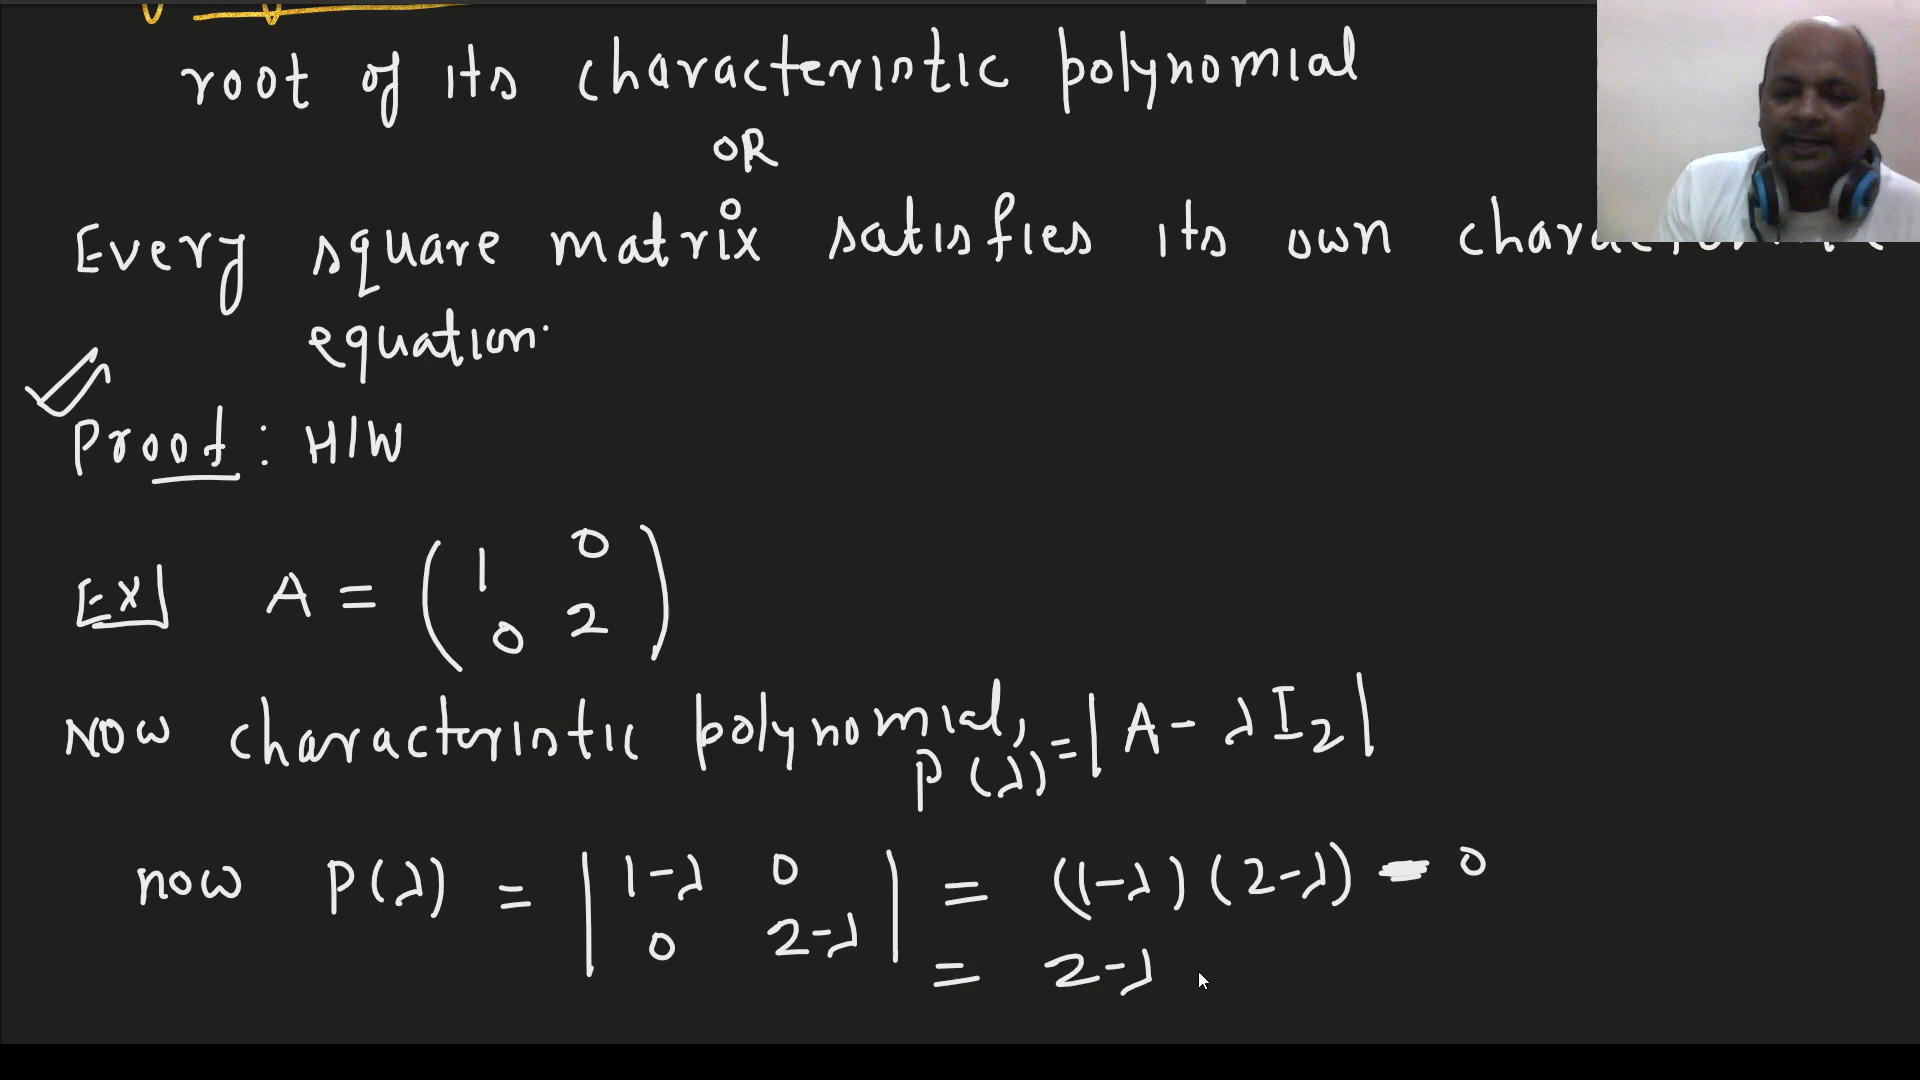 root of its characteristic polynomial
OR
Every square matrix satisfies its own
equation.
Proof : H/W
EX A = ( 1 0
0 2 )
NOW characteristic polynomial,
P(λ) = | A - λ I₂ |
now P(λ) = | 1-λ 0 | = (1-λ)(2-λ) - 0
| 0 2-λ |
= 2-λ